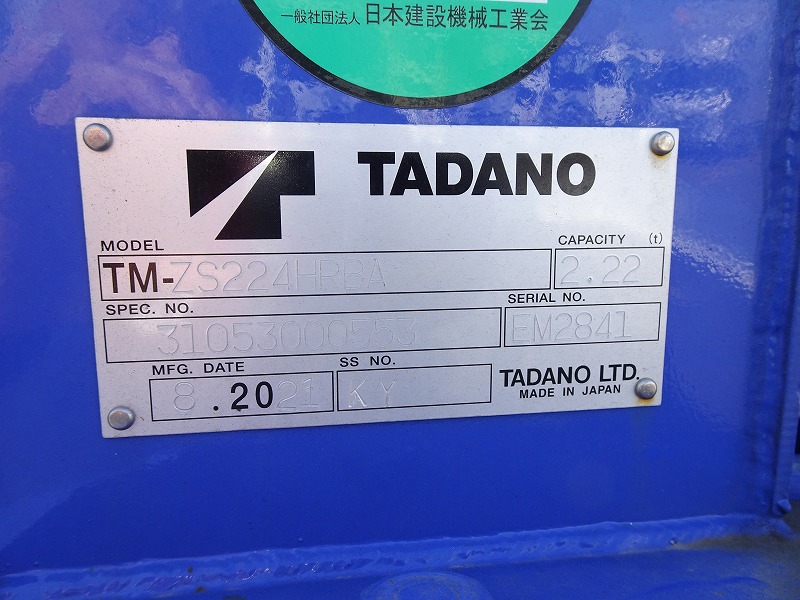 一般社団法人 日本建設機械工業会
TADANO
MODEL
CAPACITY (t)
TM-ZS224HRBA
2.22
SPEC. NO.
SERIAL NO.
31053000553
EM2841
MFG. DATE
SS NO.
8.2021
KY
TADANO LTD.
MADE IN JAPAN